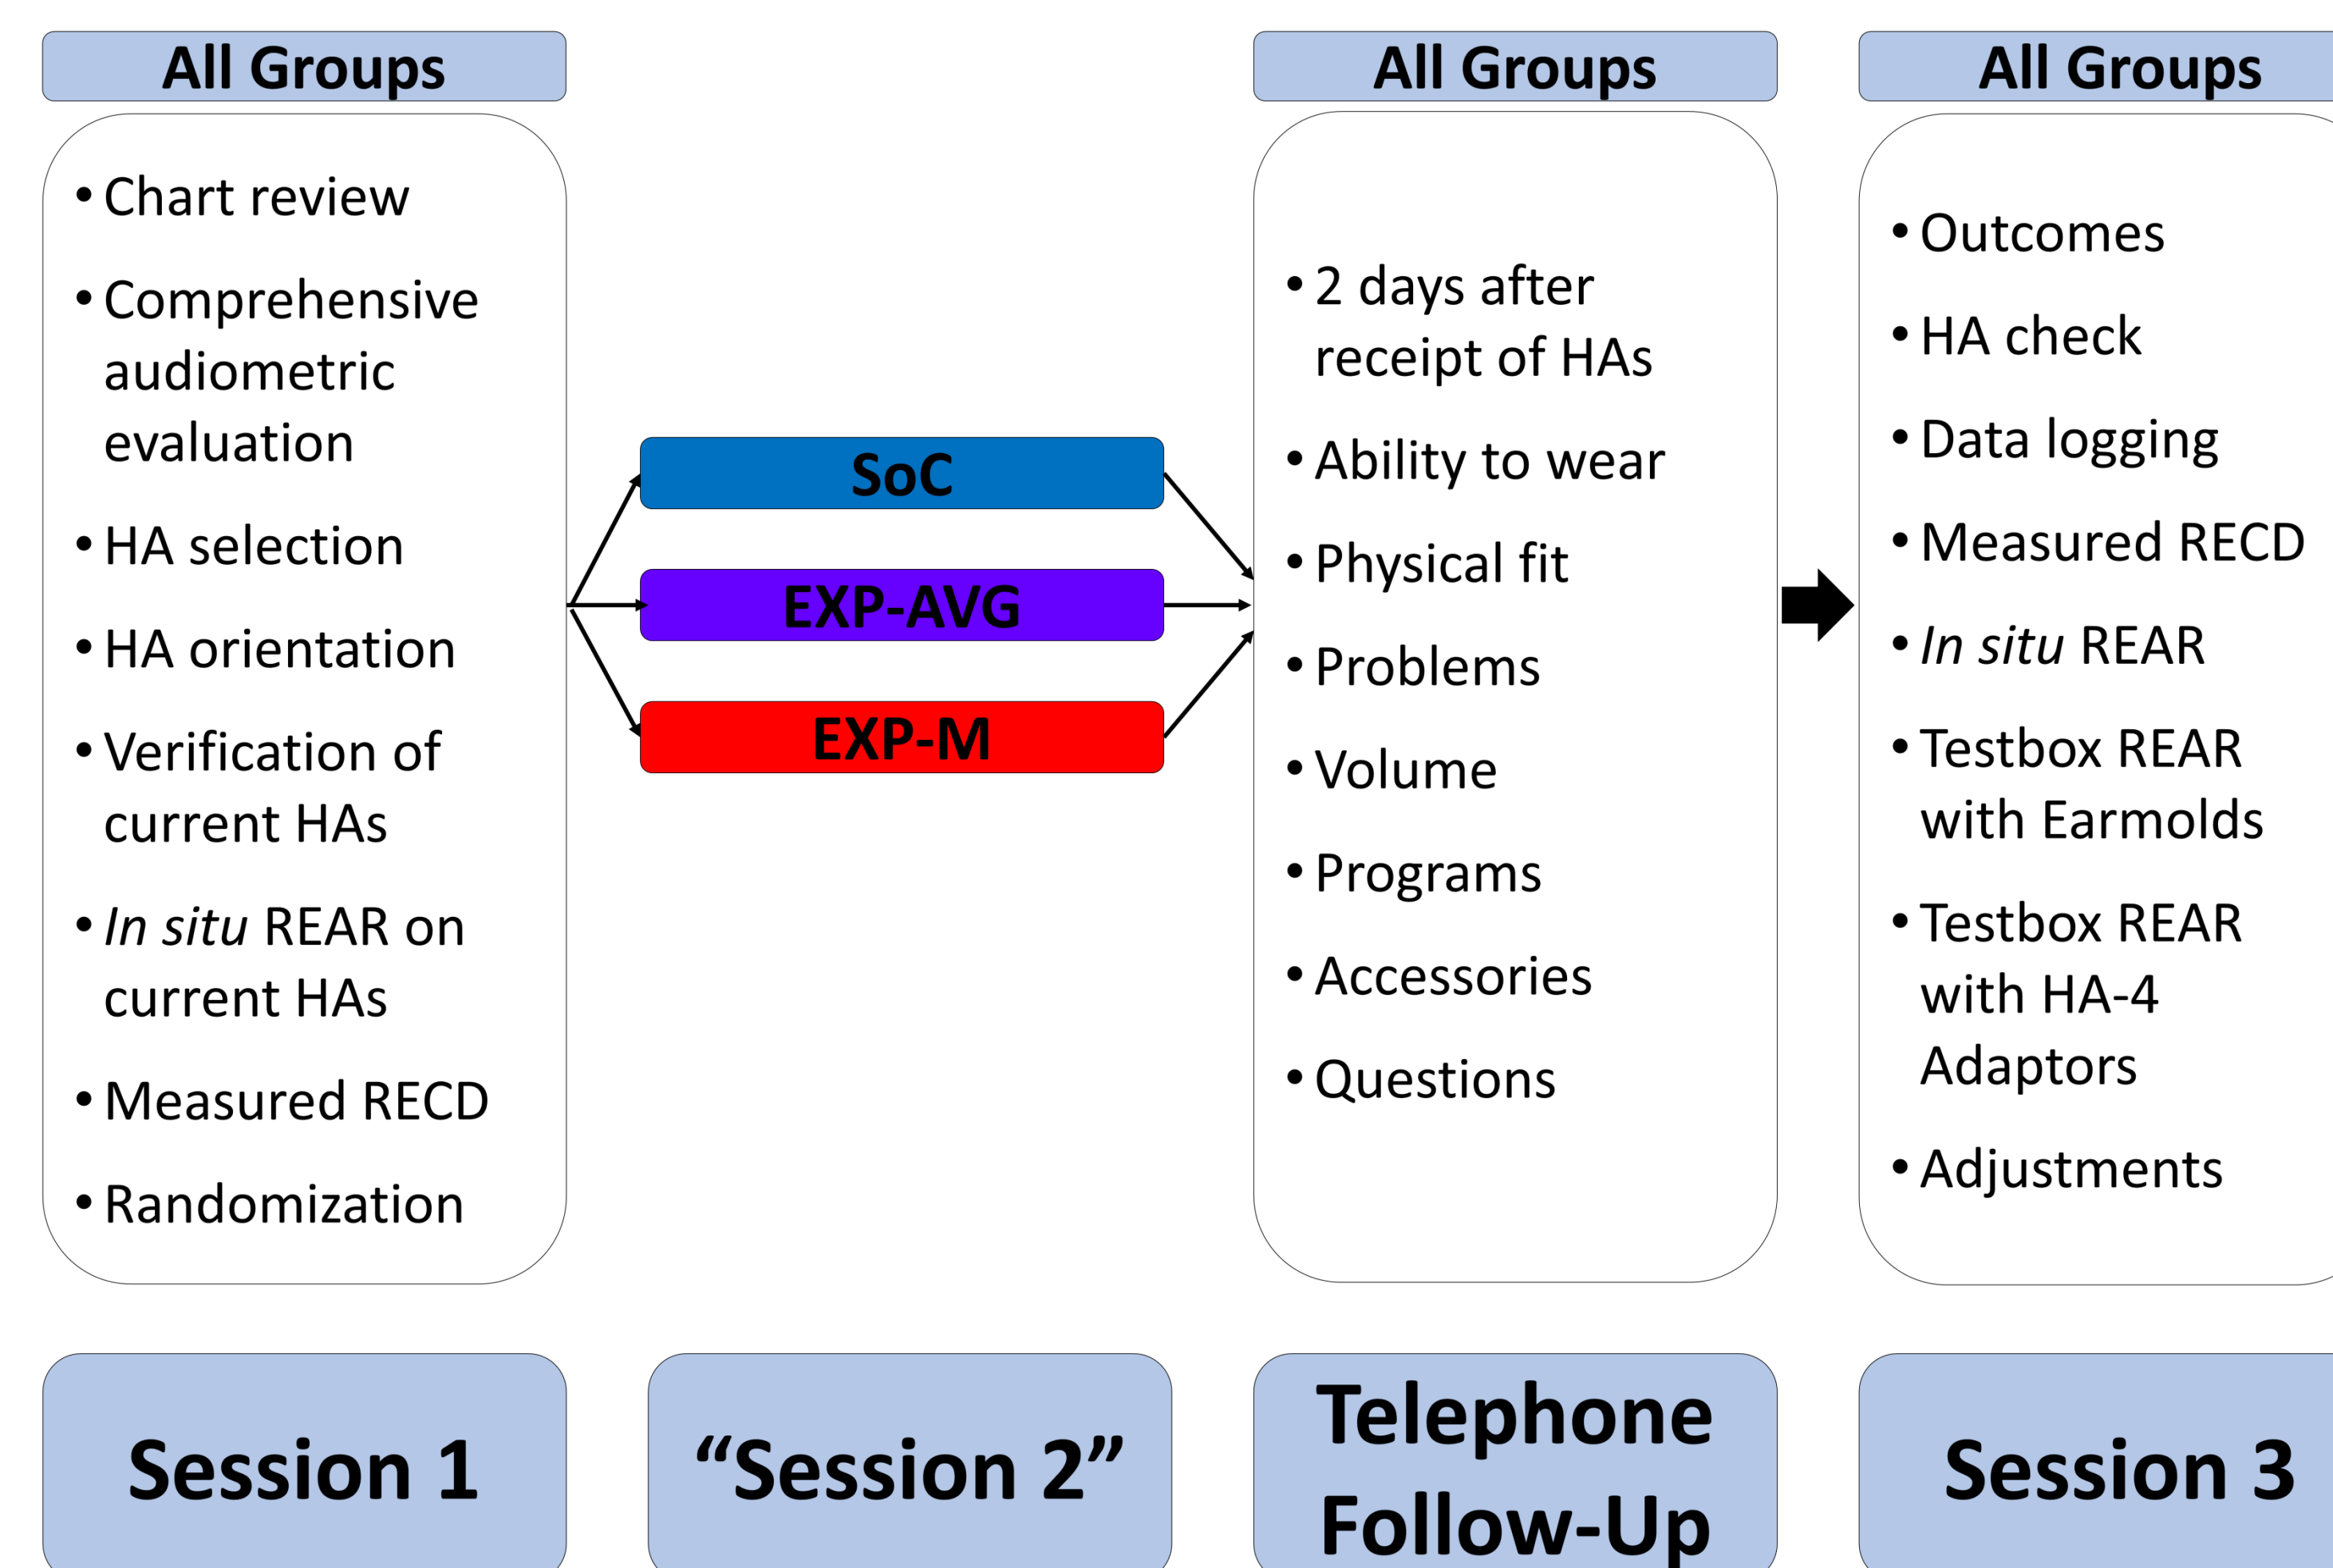 All Groups
• Chart review
• Comprehensive
audiometric
evaluation
• HA selection
• HA orientation
• Verification of
current HAs
• In situ REAR on
current HAs
• Measured RECD
• Randomization
Session 1
SoC
EXP-AVG
EXP-M
“Session 2”
All Groups
• 2 days after
receipt of HAs
• Ability to wear
• Physical fit
• Problems
• Volume
• Programs
• Accessories
• Questions
Telephone
Follow-Up
All Groups
• Outcomes
• HA check
• Data logging
• Measured RECD
• In situ REAR
• Testbox REAR
with Earmolds
• Testbox REAR
with HA-4
Adaptors
• Adjustments
Session 3